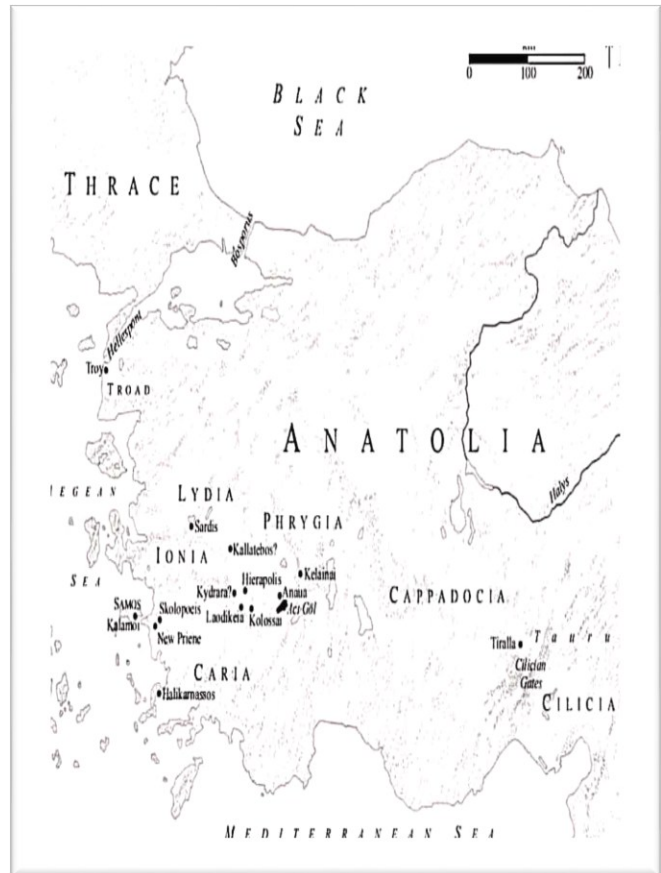 0 100 200
T
BLACK
SEA
THRACE
Bosporus
Hellespont
Troy
TROAD
ANATOLIA
Halys
EGEAN
SEA
LYDIA
Sardis
PHRYGIA
Kallatebos?
IONIA
Kelainai
Hierapolis
Kydrara?
Anaua
Acı Göl
CAPPADOCIA
SAMOS
Skolopoeis
Laodikeia
Kolossai
Kalamoi
New Priene
Tiralla
Tauru
Cilician
Gates
CARIA
Halikarnassos
CILICIA
MEDITERRANEAN SEA